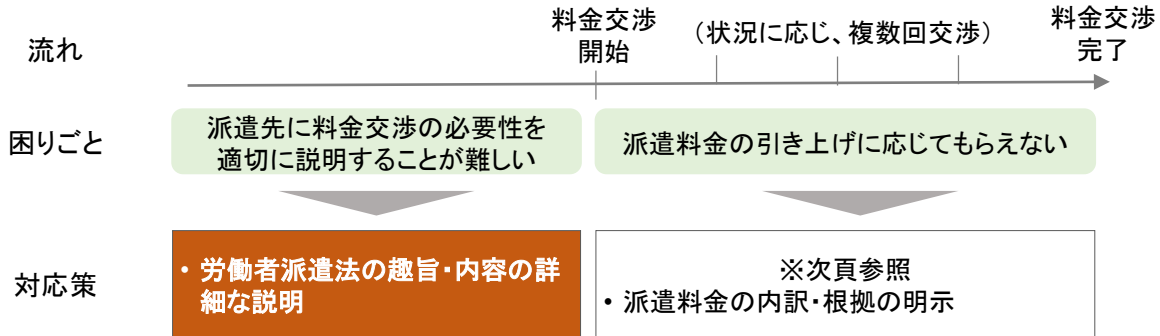 流れ
料金交渉
開始
（状況に応じ、複数回交渉）
料金交渉
完了
困りごと
派遣先に料金交渉の必要性を
適切に説明することが難しい
派遣料金の引き上げに応じてもらえない
対応策
・労働者派遣法の趣旨・内容の詳
細な説明
※次頁参照
・派遣料金の内訳・根拠の明示